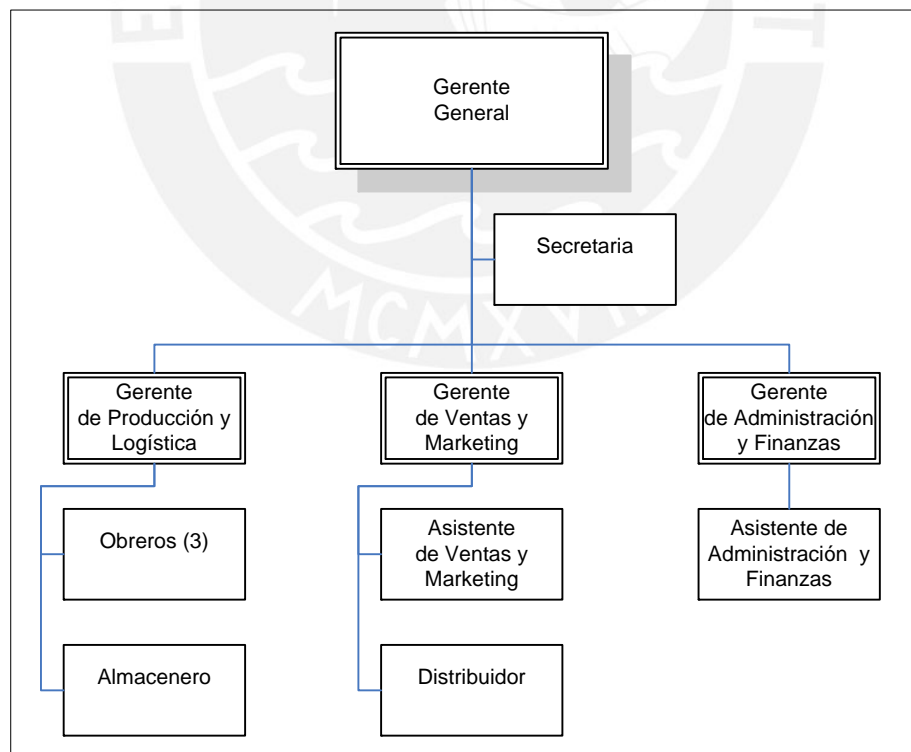 Gerente
General
Secretaria
Gerente
de Producción y
Logística
Gerente
de Ventas y
Marketing
Gerente
de Administración
y Finanzas
Obreros (3)
Asistente
de Ventas y
Marketing
Asistente de
Administración y
Finanzas
Almacenero
Distribuidor
MCMXVII